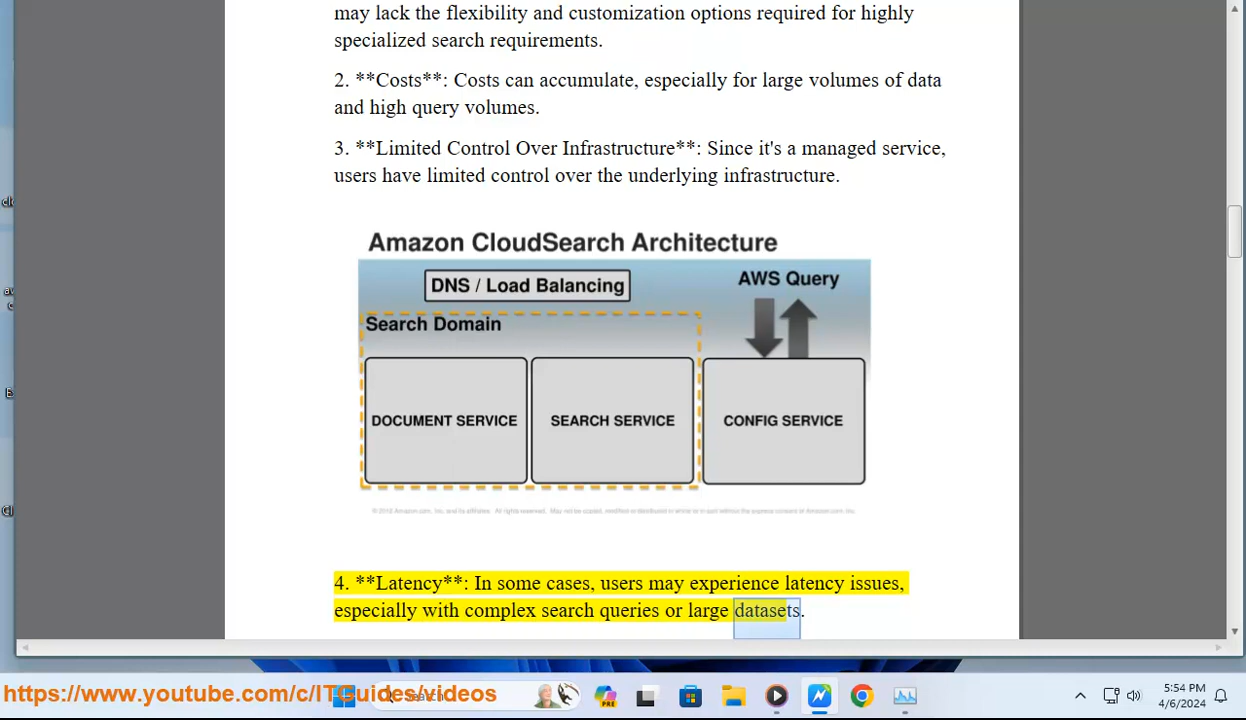 may lack the flexibility and customization options required for highly
specialized search requirements.
2. **Costs**: Costs can accumulate, especially for large volumes of data
and high query volumes.
3. **Limited Control Over Infrastructure**: Since it's a managed service,
users have limited control over the underlying infrastructure.
Amazon CloudSearch Architecture
DNS / Load Balancing
AWS Query
Search Domain
DOCUMENT SERVICE
SEARCH SERVICE
CONFIG SERVICE
4. **Latency**: In some cases, users may experience latency issues,
especially with complex search queries or large datasets.
https://www.youtube.com/c/ITGuides/videos
Search
PRE
5:54 PM
4/6/2024